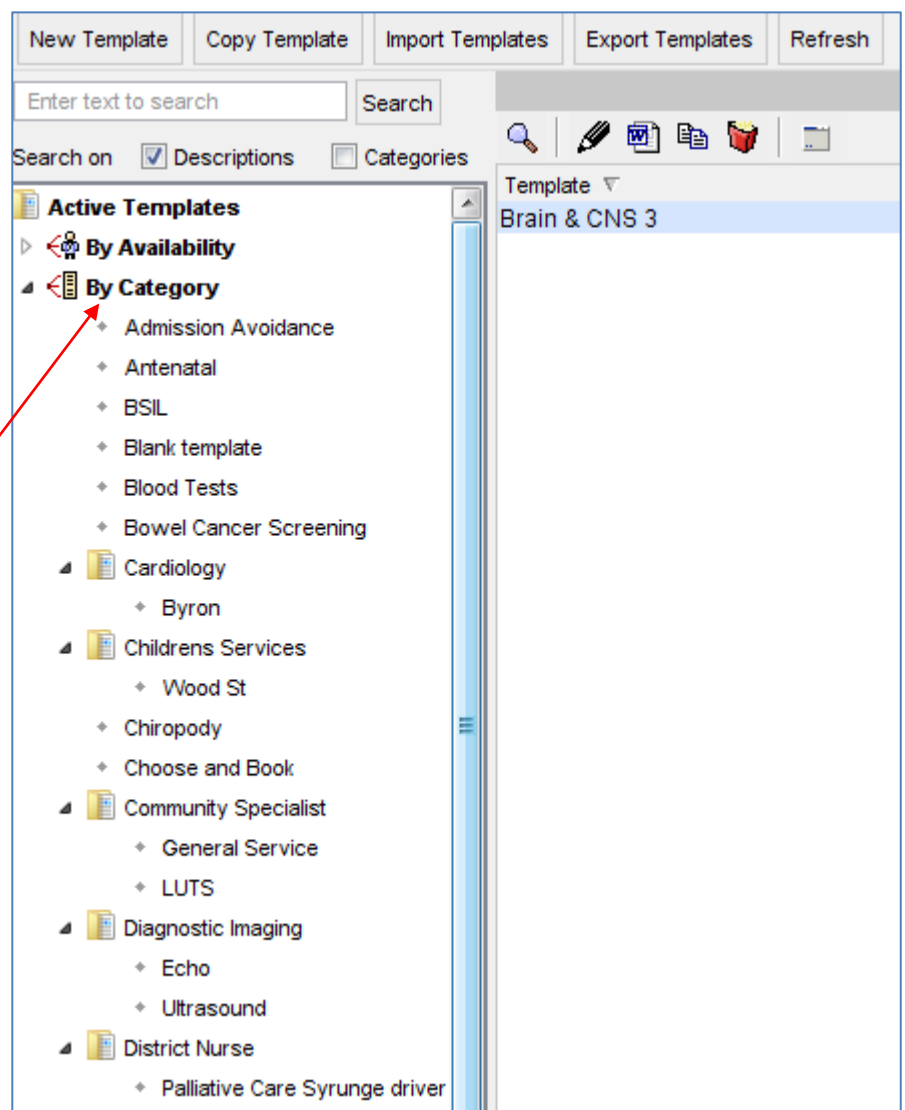 New Template Copy Template Import Templates Export Templates Refresh
Enter text to search Search
Search on Descriptions Categories
Active Templates
By Availability
By Category
Admission Avoidance
Antenatal
BSIL
Blank template
Blood Tests
Bowel Cancer Screening
Cardiology
Byron
Childrens Services
Wood St
Chiropody
Choose and Book
Community Specialist
General Service
LUTS
Diagnostic Imaging
Echo
Ultrasound
District Nurse
Palliative Care Syrunge driver
Template
Brain & CNS 3